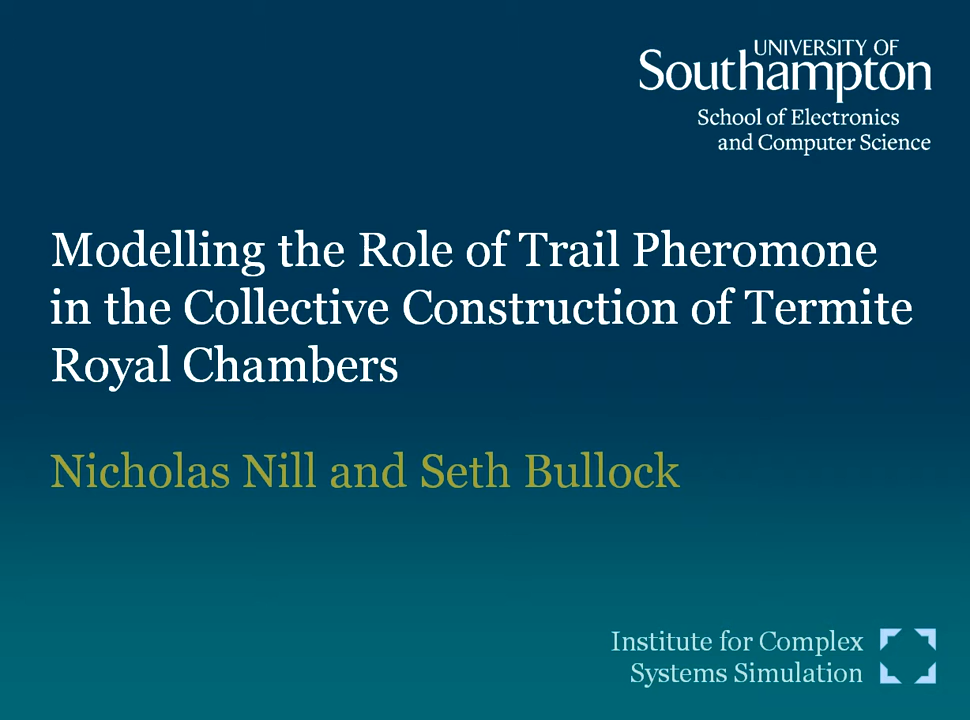 UNIVERSITY OF
Southampton
School of Electronics
and Computer Science
Modelling the Role of Trail Pheromone
in the Collective Construction of Termite
Royal Chambers
Nicholas Nill and Seth Bullock
Institute for Complex
Systems Simulation